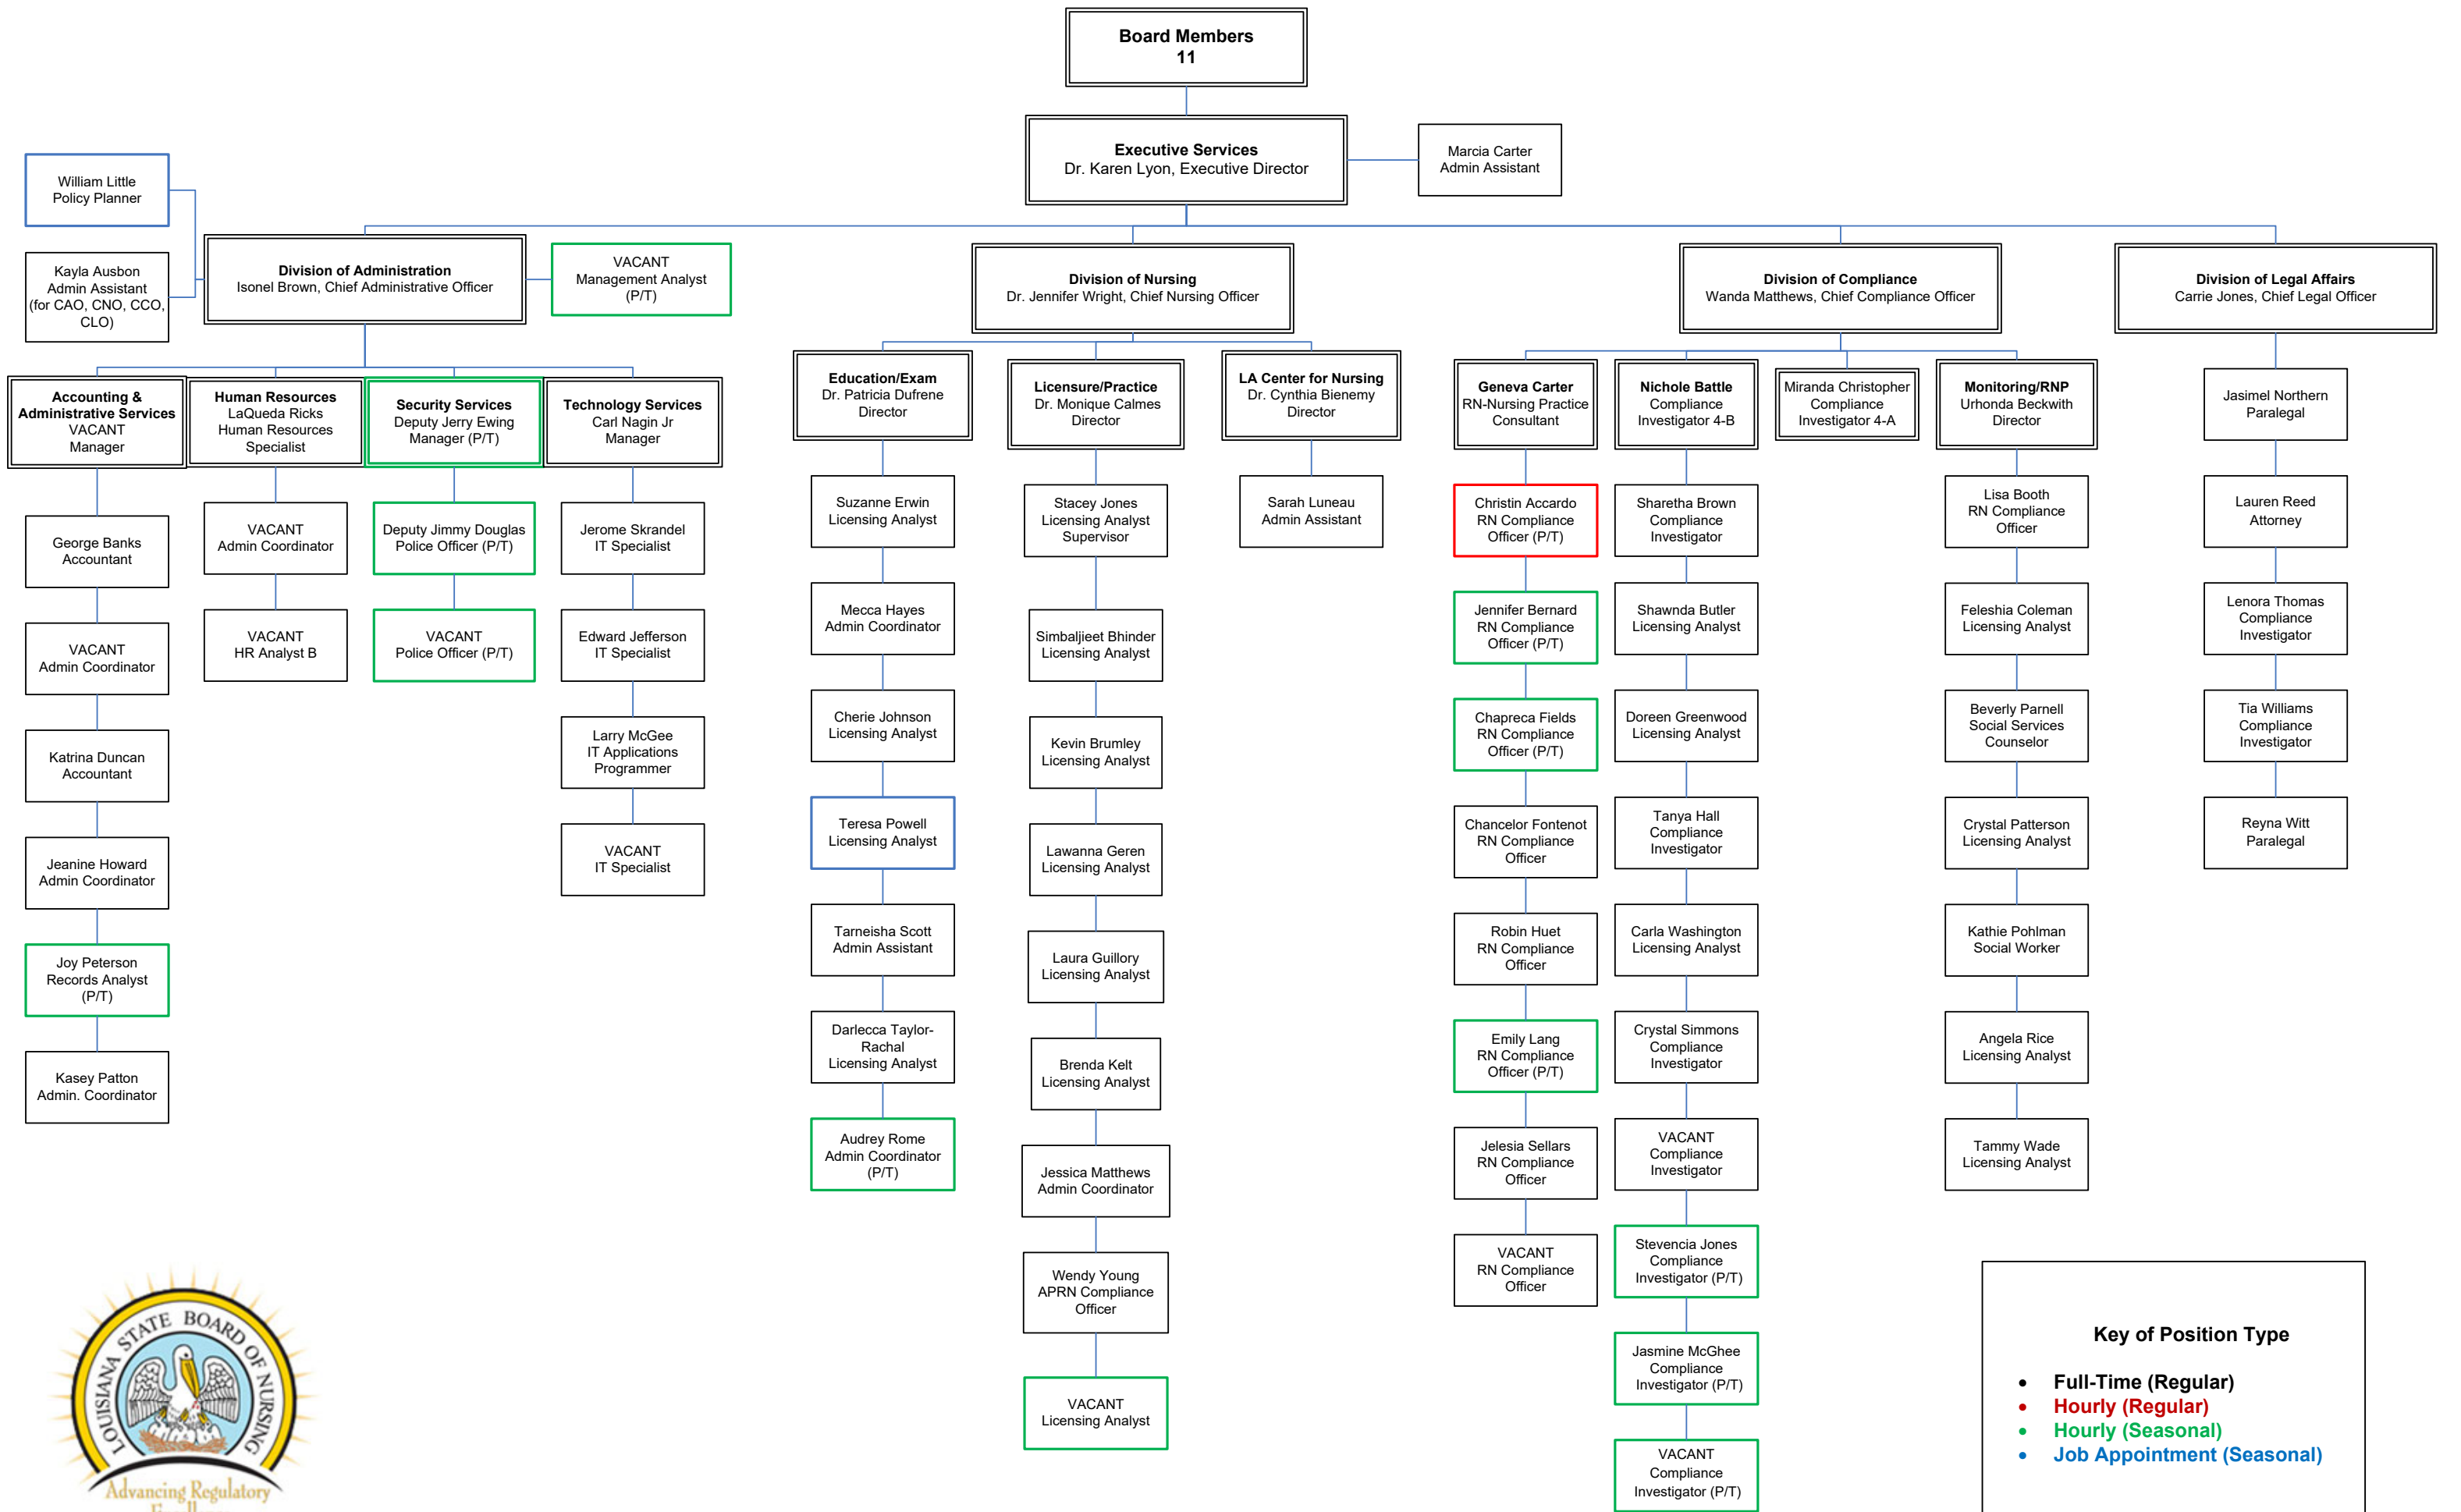 Board Members
11
Executive Services
Dr. Karen Lyon, Executive Director
Marcia Carter
Admin Assistant
William Little
Policy Planner
Kayla Ausbon
Admin Assistant
(for CAO, CNO, CCO,
CLO)
Division of Administration
Isonel Brown, Chief Administrative Officer
VACANT
Management Analyst
(P/T)
Division of Nursing
Dr. Jennifer Wright, Chief Nursing Officer
Division of Compliance
Wanda Matthews, Chief Compliance Officer
Division of Legal Affairs
Carrie Jones, Chief Legal Officer
Accounting &
Administrative Services
VACANT
Manager
George Banks
Accountant
VACANT
Admin Coordinator
Katrina Duncan
Accountant
Jeanine Howard
Admin Coordinator
Joy Peterson
Records Analyst
(P/T)
Kasey Patton
Admin. Coordinator
Human Resources
LaQueda Ricks
Human Resources
Specialist
VACANT
Admin Coordinator
VACANT
HR Analyst B
Security Services
Deputy Jerry Ewing
Manager (P/T)
Deputy Jimmy Douglas
Police Officer (P/T)
VACANT
Police Officer (P/T)
Technology Services
Carl Nagin Jr
Manager
Jerome Skrandel
IT Specialist
Edward Jefferson
IT Specialist
Larry McGee
IT Applications
Programmer
VACANT
IT Specialist
Education/Exam
Dr. Patricia Dufrene
Director
Suzanne Erwin
Licensing Analyst
Mecca Hayes
Admin Coordinator
Cherie Johnson
Licensing Analyst
Teresa Powell
Licensing Analyst
Tarneisha Scott
Admin Assistant
Darlecca Taylor-
Rachal
Licensing Analyst
Audrey Rome
Admin Coordinator
(P/T)
Licensure/Practice
Dr. Monique Calmes
Director
Stacey Jones
Licensing Analyst
Supervisor
Simbaljieet Bhinder
Licensing Analyst
Kevin Brumley
Licensing Analyst
Lawanna Geren
Licensing Analyst
Laura Guillory
Licensing Analyst
Brenda Kelt
Licensing Analyst
Jessica Matthews
Admin Coordinator
Wendy Young
APRN Compliance
Officer
VACANT
Licensing Analyst
LA Center for Nursing
Dr. Cynthia Bienemy
Director
Sarah Luneau
Admin Assistant
Geneva Carter
RN-Nursing Practice
Consultant
Christin Accardo
RN Compliance
Officer (P/T)
Jennifer Bernard
RN Compliance
Officer (P/T)
Chapreca Fields
RN Compliance
Officer (P/T)
Chancelor Fontenot
RN Compliance
Officer
Robin Huet
RN Compliance
Officer
Emily Lang
RN Compliance
Officer (P/T)
Jelesia Sellars
RN Compliance
Officer
VACANT
RN Compliance
Officer
Nichole Battle
Compliance
Investigator 4-B
Sharetha Brown
Compliance
Investigator
Shawnda Butler
Licensing Analyst
Doreen Greenwood
Licensing Analyst
Tanya Hall
Compliance
Investigator
Carla Washington
Licensing Analyst
Crystal Simmons
Compliance
Investigator
VACANT
Compliance
Investigator
Stevencia Jones
Compliance
Investigator (P/T)
Jasmine McGhee
Compliance
Investigator (P/T)
VACANT
Compliance
Investigator (P/T)
Miranda Christopher
Compliance
Investigator 4-A
Monitoring/RNP
Urhonda Beckwith
Director
Lisa Booth
RN Compliance
Officer
Feleshia Coleman
Licensing Analyst
Beverly Parnell
Social Services
Counselor
Crystal Patterson
Licensing Analyst
Kathie Pohlman
Social Worker
Angela Rice
Licensing Analyst
Tammy Wade
Licensing Analyst
Jasimel Northern
Paralegal
Lauren Reed
Attorney
Lenora Thomas
Compliance
Investigator
Tia Williams
Compliance
Investigator
Reyna Witt
Paralegal
LOUISIANA STATE BOARD OF NURSING
Advancing Regulatory
Key of Position Type
• Full-Time (Regular)
• Hourly (Regular)
• Hourly (Seasonal)
• Job Appointment (Seasonal)